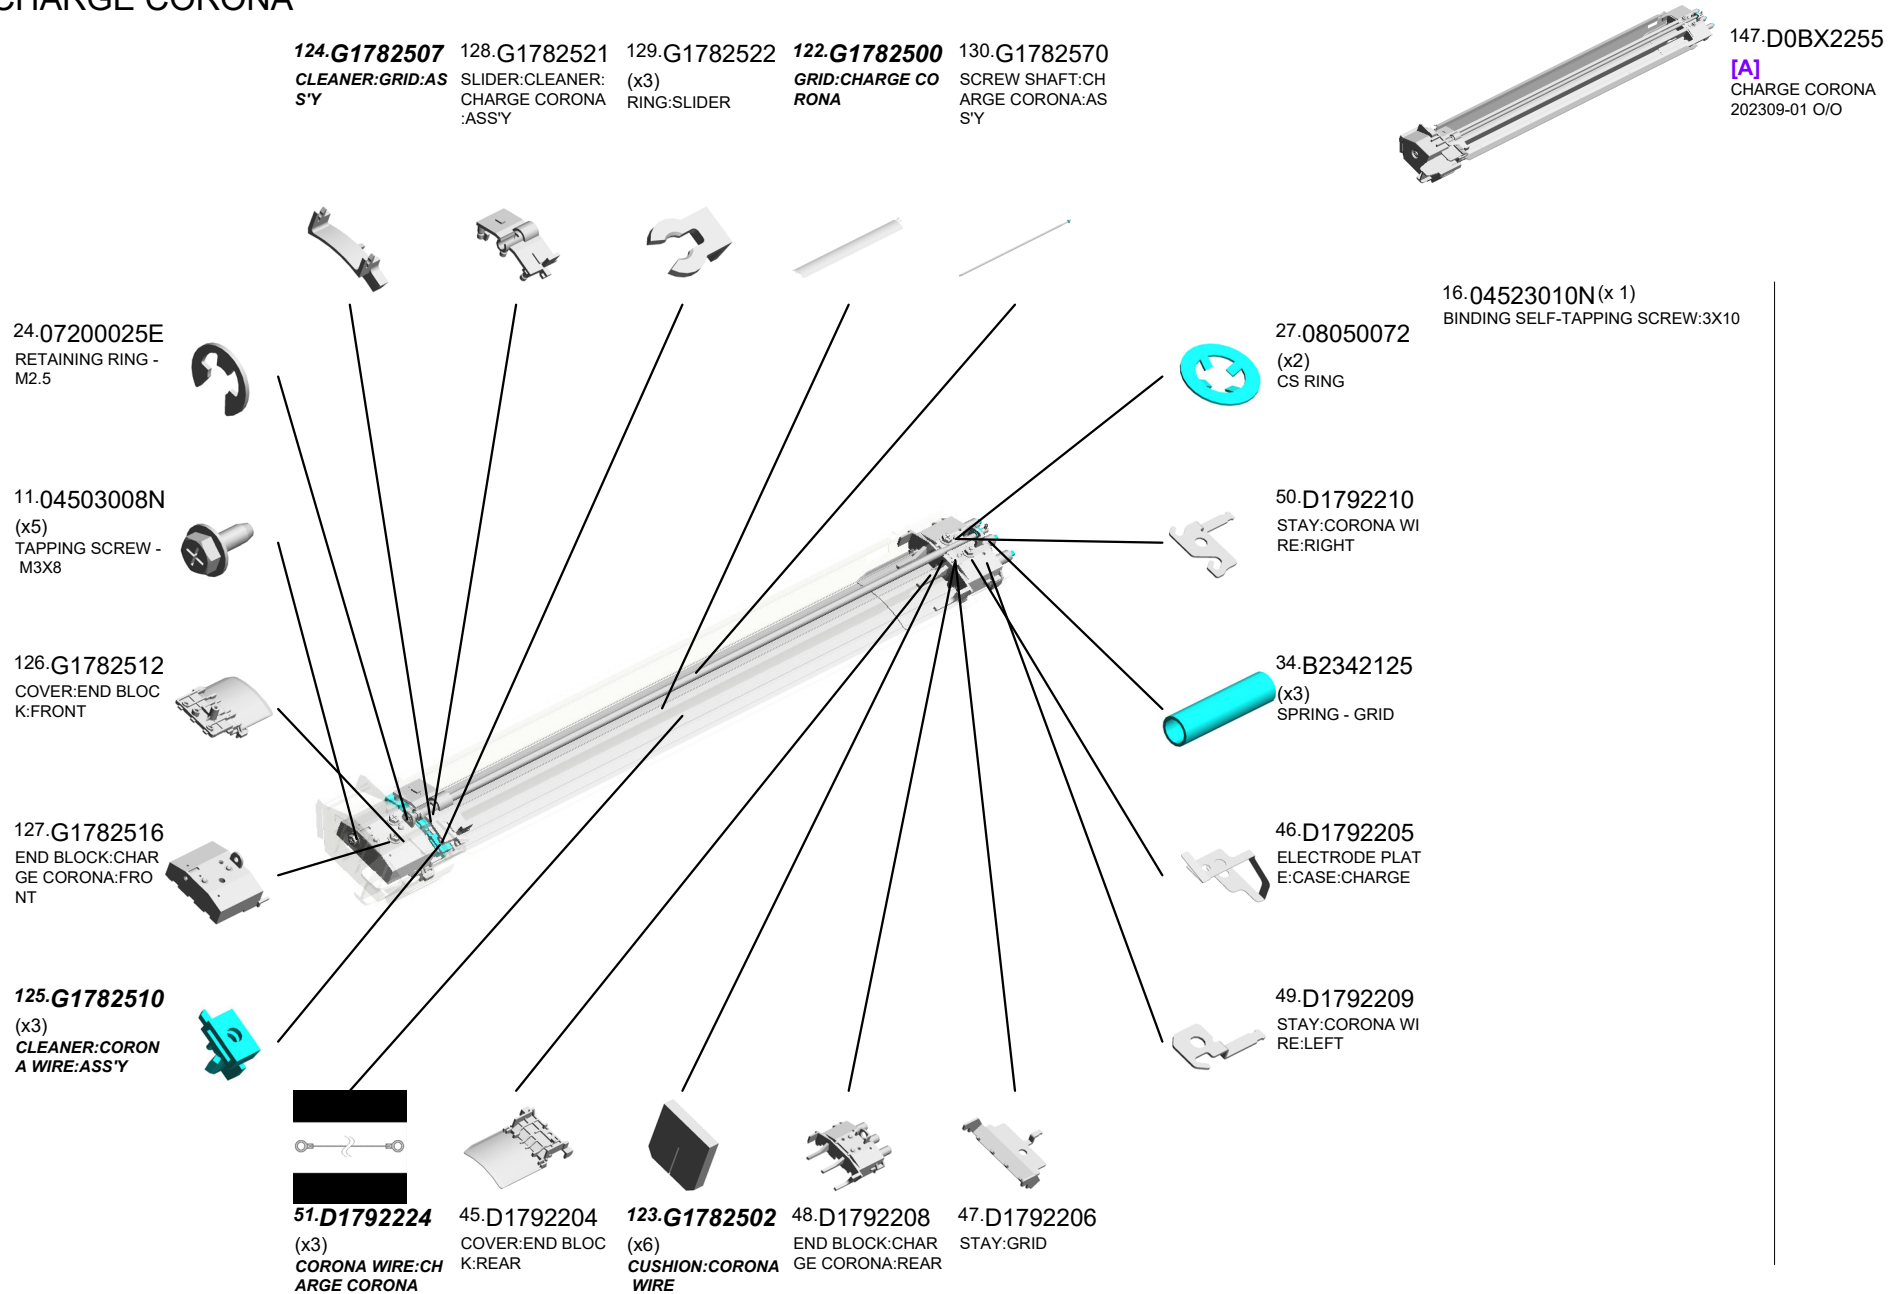 CHARGE CORONA
124.G1782507
CLEANER:GRID:AS
S'Y
128.G1782521
SLIDER:CLEANER:
CHARGE CORONA
:ASS'Y
129.G1782522
(x3)
RING:SLIDER
122.G1782500
GRID:CHARGE CO
RONA
130.G1782570
SCREW SHAFT:CH
ARGE CORONA:AS
S'Y
147.D0BX2255
[A]
CHARGE CORONA
202309-01 O/O
16.04523010N(x 1)
BINDING SELF-TAPPING SCREW:3X10
24.07200025E
RETAINING RING -
M2.5
27.08050072
(x2)
CS RING
11.04503008N
(x5)
TAPPING SCREW -
M3X8
50.D1792210
STAY:CORONA WI
RE:RIGHT
126.G1782512
COVER:END BLOC
K:FRONT
34.B2342125
(x3)
SPRING - GRID
127.G1782516
END BLOCK:CHAR
GE CORONA:FRO
NT
46.D1792205
ELECTRODE PLAT
E:CASE:CHARGE
125.G1782510
(x3)
CLEANER:CORON
A WIRE:ASS'Y
49.D1792209
STAY:CORONA WI
RE:LEFT
51.D1792224
(x3)
CORONA WIRE:CH
ARGE CORONA
45.D1792204
COVER:END BLOC
K:REAR
123.G1782502
(x6)
CUSHION:CORONA
WIRE
48.D1792208
END BLOCK:CHAR
GE CORONA:REAR
47.D1792206
STAY:GRID